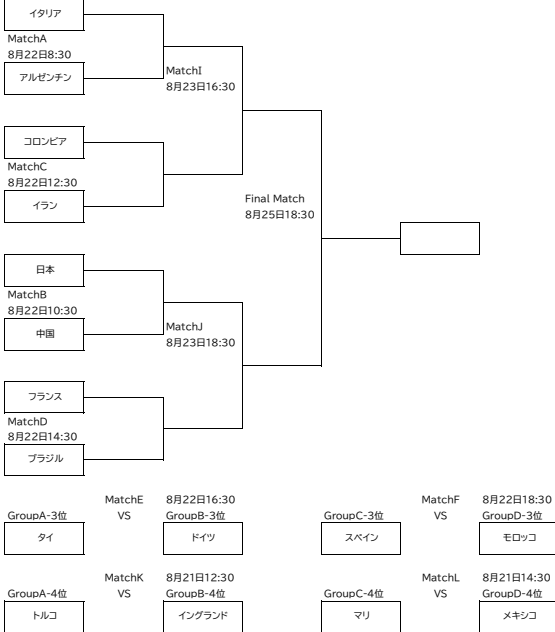 イタリア
MatchA
8月22日8:30
アルゼンチン
MatchI
8月23日16:30
コロンビア
MatchC
8月22日12:30
イラン
Final Match
8月25日18:30
日本
MatchB
8月22日10:30
中国
MatchJ
8月23日18:30
フランス
MatchD
8月22日14:30
ブラジル
MatchE 8月22日16:30 MatchF 8月22日18:30
GroupA-3位 VS GroupB-3位 GroupC-3位 VS GroupD-3位
タイ ドイツ スペイン モロッコ
MatchK 8月21日12:30 MatchL 8月21日14:30
GroupA-4位 VS GroupB-4位 GroupC-4位 VS GroupD-4位
トルコ イングランド マリ メキシコ